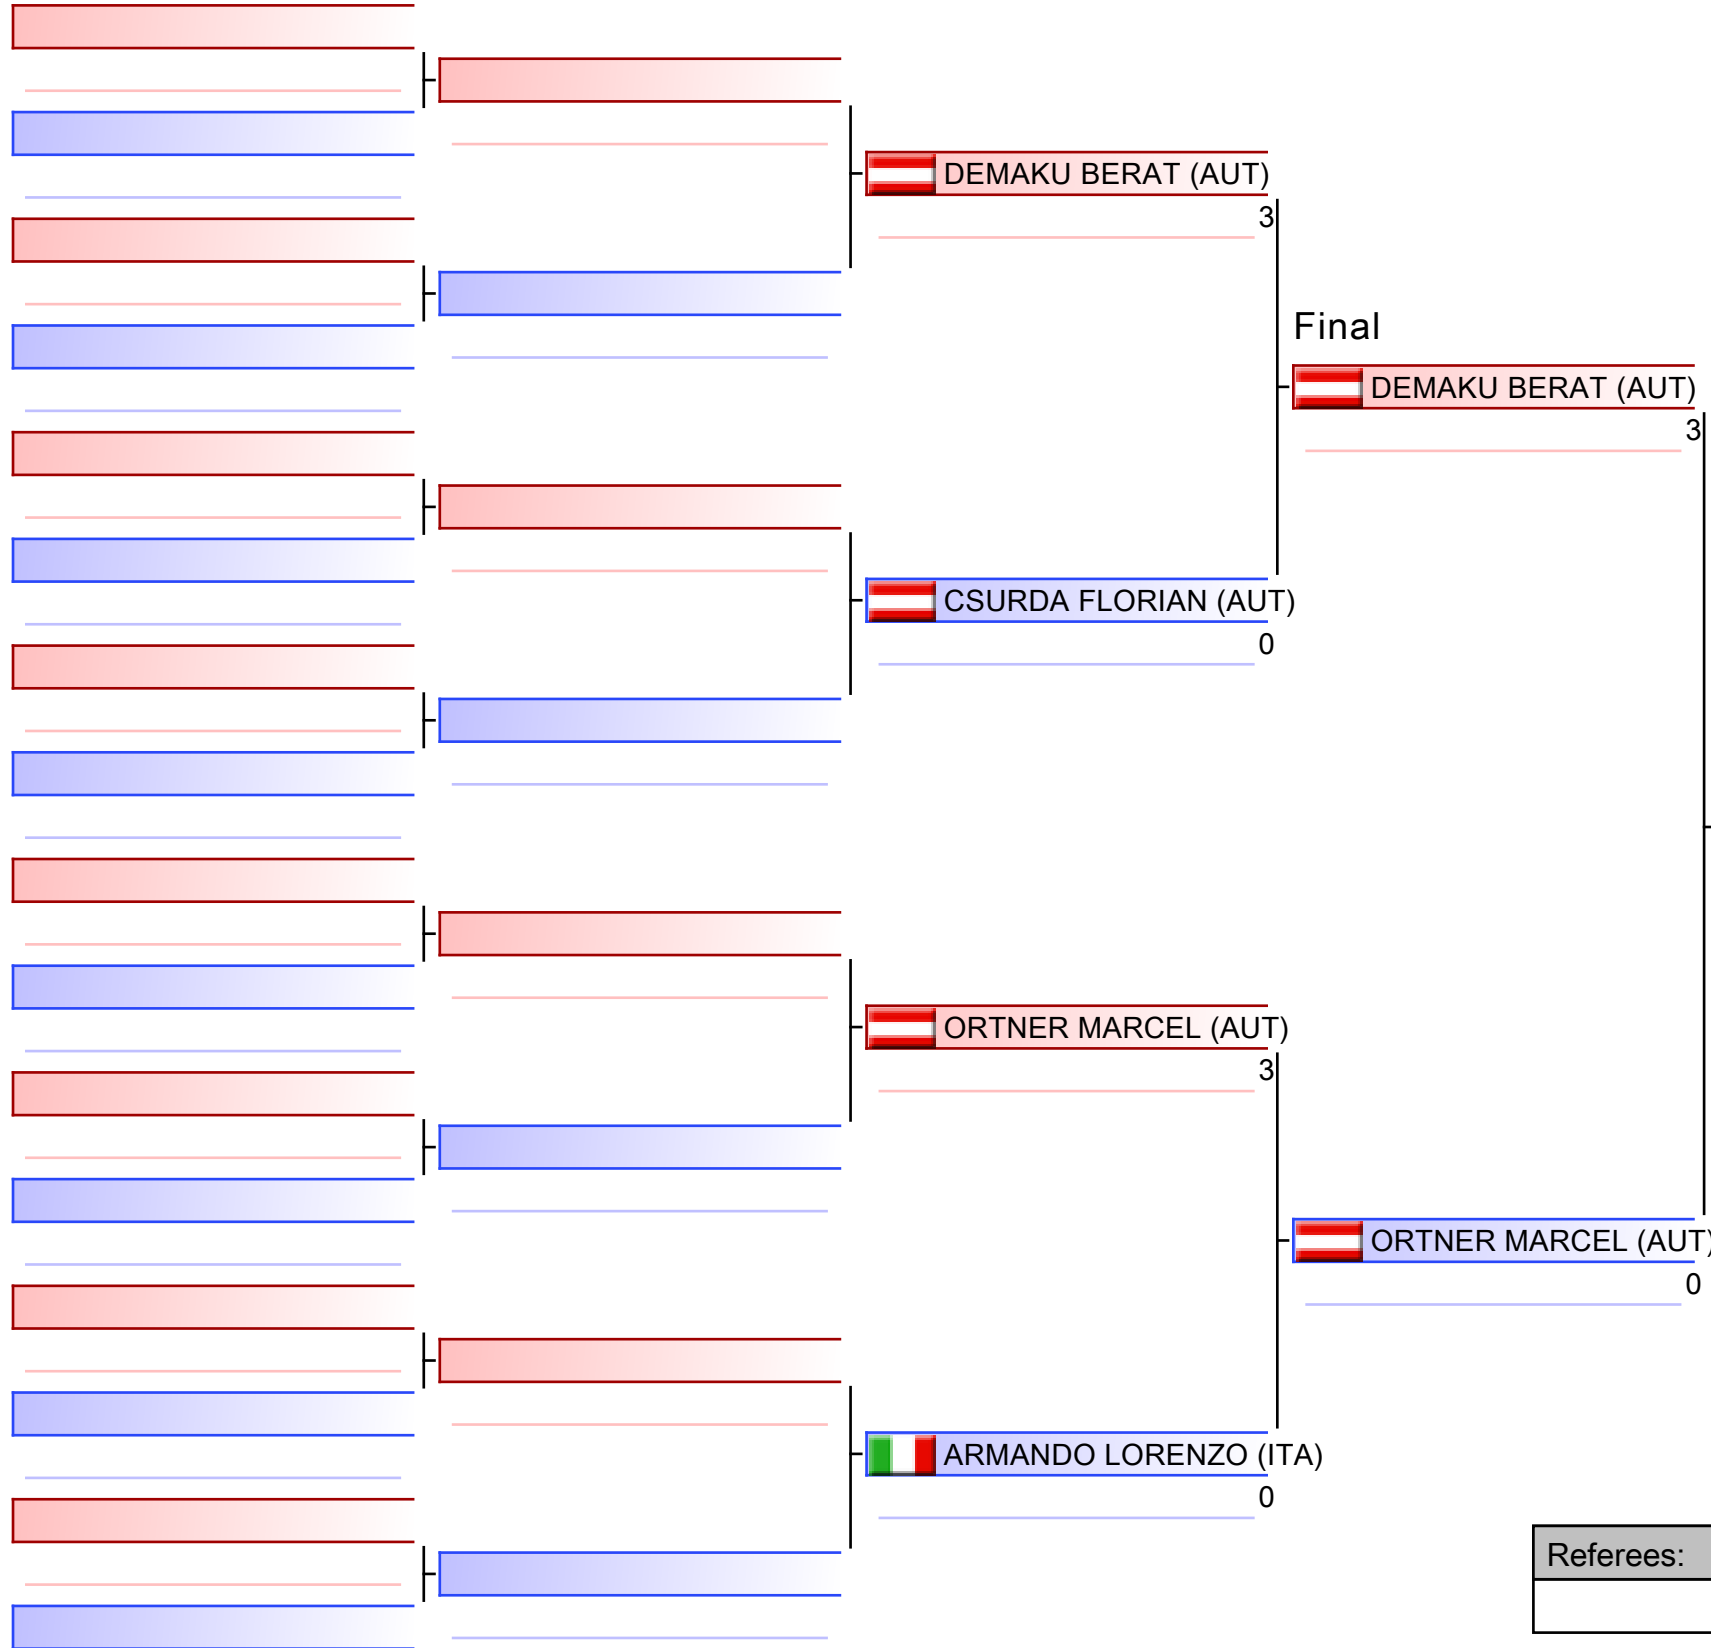 DEMAKU BERAT (AUT)
3
Final
DEMAKU BERAT (AUT)
3
CSURDA FLORIAN (AUT)
0
ORTNER MARCEL (AUT)
3
ORTNER MARCEL (AUT)
0
ARMANDO LORENZO (ITA)
0
Referees: